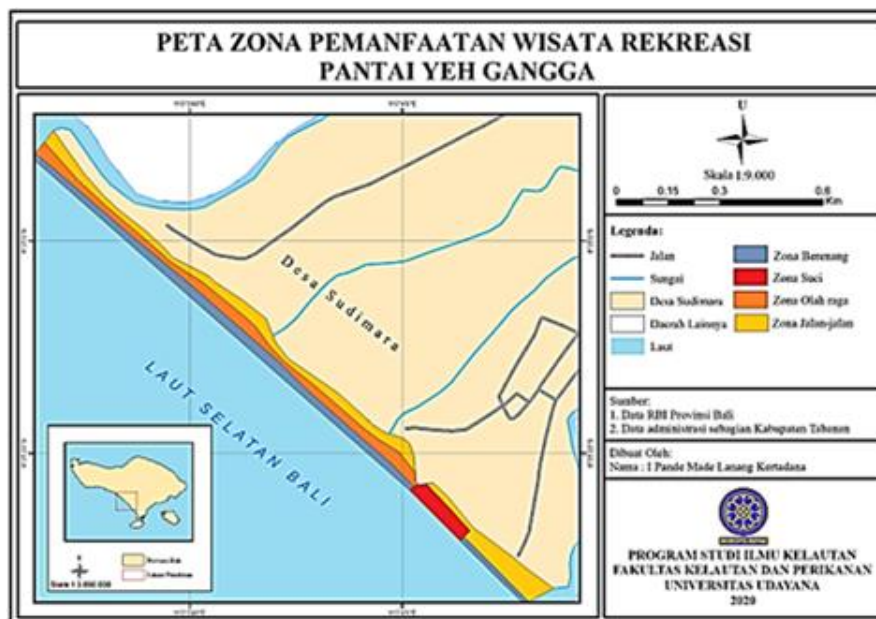 PETA ZONA PEMANFAATAN WISATA REKREASI
PANTAI YEH GANGGA
Desa Sudimara
LAUT SELATAN BALI
U
Skala 1:9.000
0 0.15 0.3 0.6
Km
Legenda:
Jalan
Sungai
Desa Sudimara
Daerah Lainnya
Laut
Zona Berenang
Zona Suci
Zona Olah raga
Zona Jalan-jalan
Sumber:
1. Data RBI Provinsi Bali
2. Data administrasi sebagian Kabupaten Tabanan
Dibuat Oleh:
Nama : I Pande Made Lanang Kertadana
PROGRAM STUDI ILMU KELAUTAN
FAKULTAS KELAUTAN DAN PERIKANAN
UNIVERSITAS UDAYANA
2020